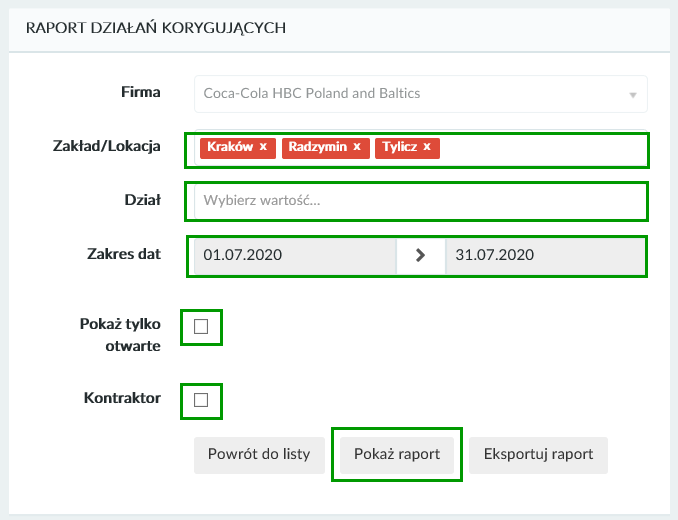 RAPORT DZIAŁAŃ KORYGUJĄCYCH
Firma
Coca-Cola HBC Poland and Baltics
Zakład/Lokacja
Kraków x Radzymin x Tylicz x
Dział
Wybierz wartość...
Zakres dat
01.07.2020
31.07.2020
Pokaż tylko
otwarte
Kontraktor
Powrót do listy
Pokaż raport
Eksportuj raport